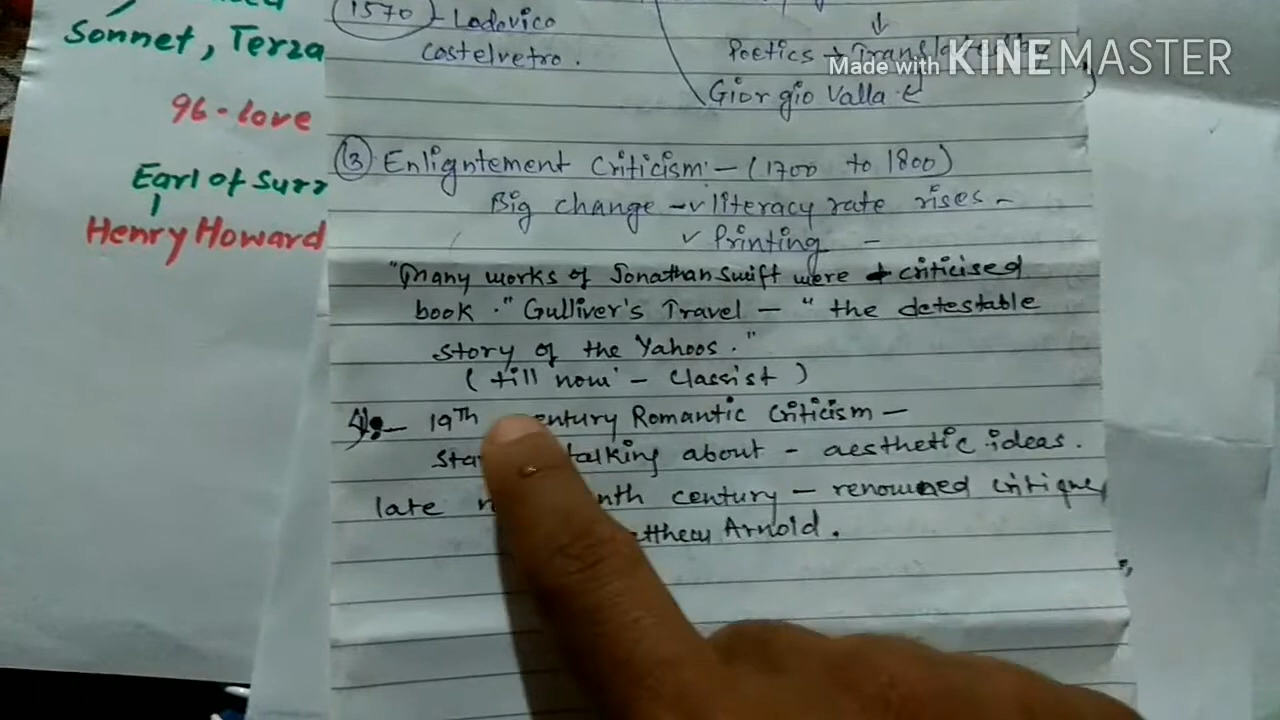 Sonnet, Terza
96-love
Earl of Surr
Henry Howard
1570 - Lodovico
Castelvetro.
Poetics
Giorgio Valla
Made with KINEMASTER
(3) Enligntement Criticism - (1700 to 1800)
Big change - ✓ literacy rate rises -
✓ Printing -
"Many works of Jonathan Swift were criticised
book." Gulliver's Travel - "the detestable
story of the Yahoos."
(till now - Classist)
4): - 19th entury Romantic Criticism -
talking about - aesthetic ideas.
late nth century - renowned critique
Arnold.